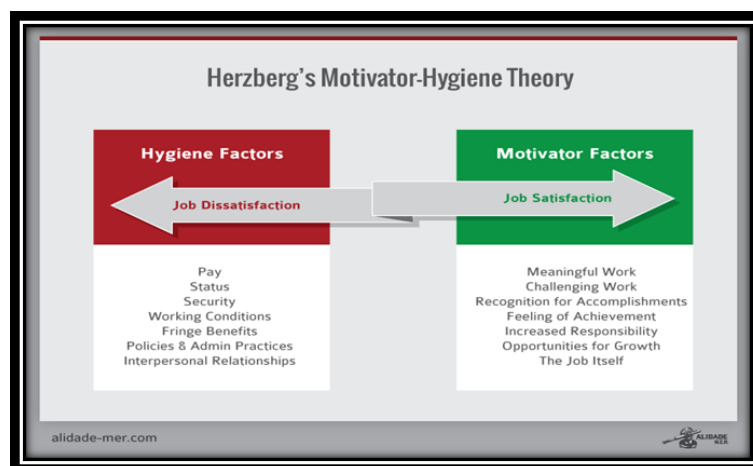 Herzberg's Motivator-Hygiene Theory
Hygiene Factors
Job Dissatisfaction
Pay
Status
Security
Working Conditions
Fringe Benefits
Policies & Admin Practices
Interpersonal Relationships
Motivator Factors
Job Satisfaction
Meaningful Work
Challenging Work
Recognition for Accomplishments
Feeling of Achievement
Increased Responsibility
Opportunities for Growth
The Job Itself
alidade-mer.com
ALIDADE
M.E.R.